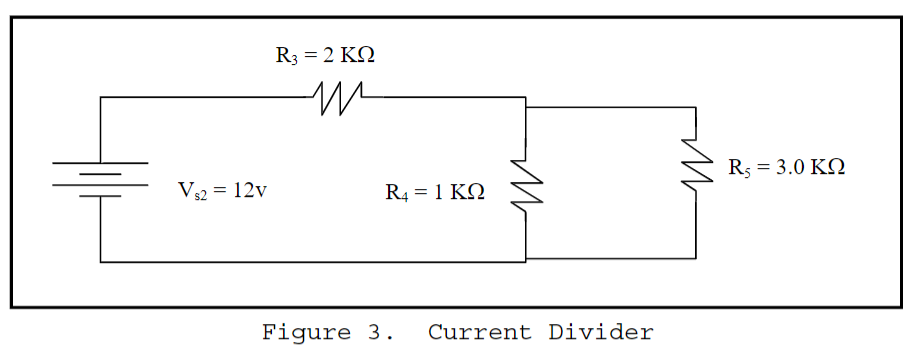 R₃ = 2 KΩ
Vₛ₂ = 12v
R₄ = 1 KΩ
R₅ = 3.0 KΩ
Figure 3. Current Divider